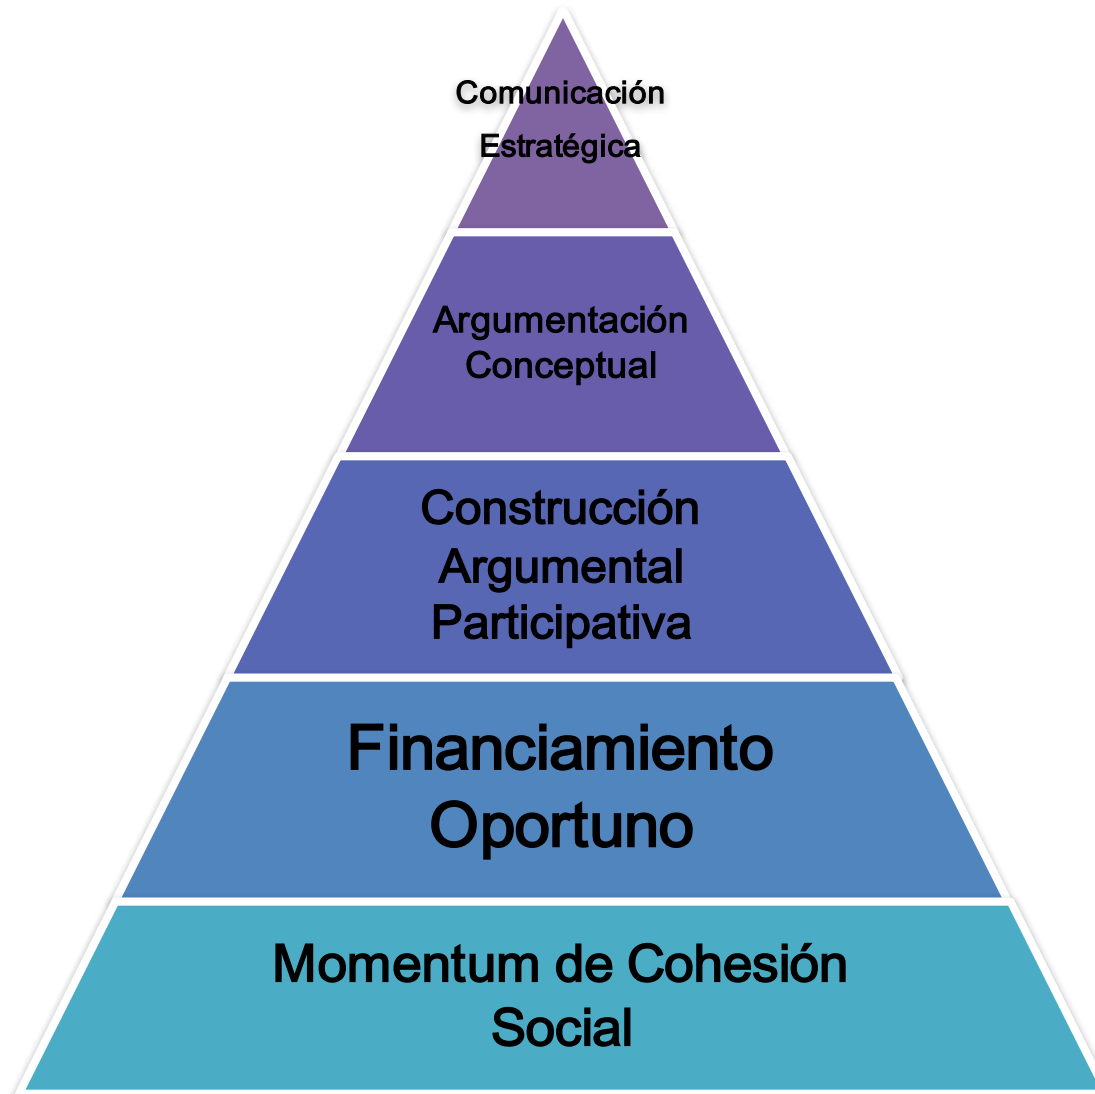 Comunicación
Estratégica
Argumentación
Conceptual
Construcción
Argumental
Participativa
Financiamiento
Oportuno
Momentum de Cohesión
Social